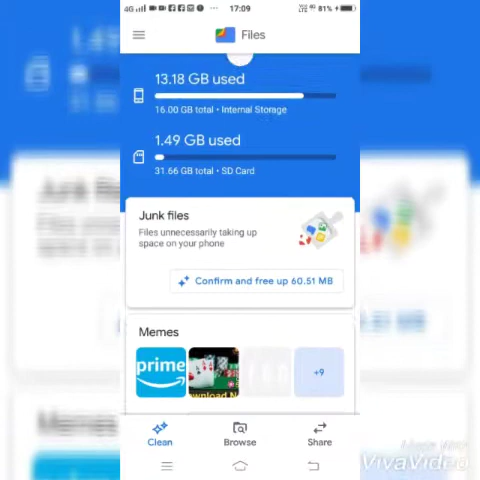 4G 17:09 4G 81%
Files
13.18 GB used
16.00 GB total • Internal Storage
1.49 GB used
31.66 GB total • SD Card
Junk files
Files unnecessarily taking up
space on your phone
Confirm and free up 60.51 MB
Memes
prime
+9
Clean
Browse
Share
VivaVideo